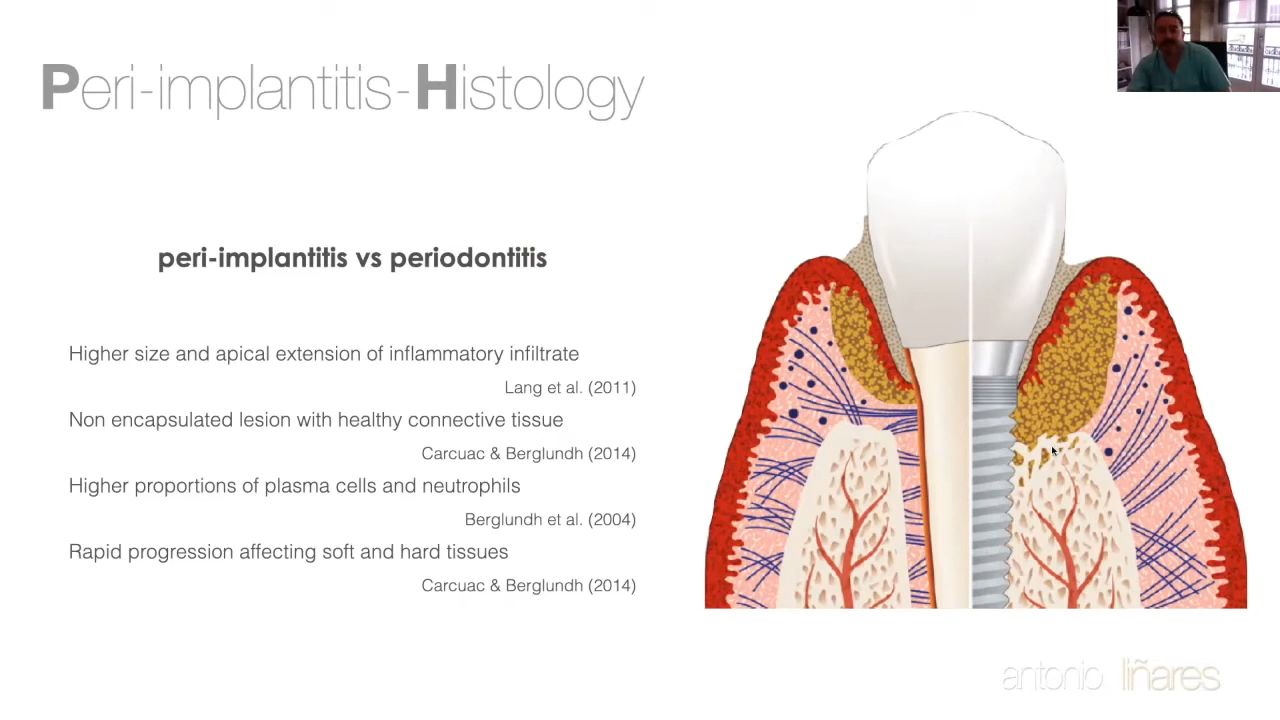 Peri-implantitis-Histology
peri-implantitis vs periodontitis
Higher size and apical extension of inflammatory infiltrate
Lang et al. (2011)
Non encapsulated lesion with healthy connective tissue
Carcuac & Berglundh (2014)
Higher proportions of plasma cells and neutrophils
Berglundh et al. (2004)
Rapid progression affecting soft and hard tissues
Carcuac & Berglundh (2014)
antonio liñares